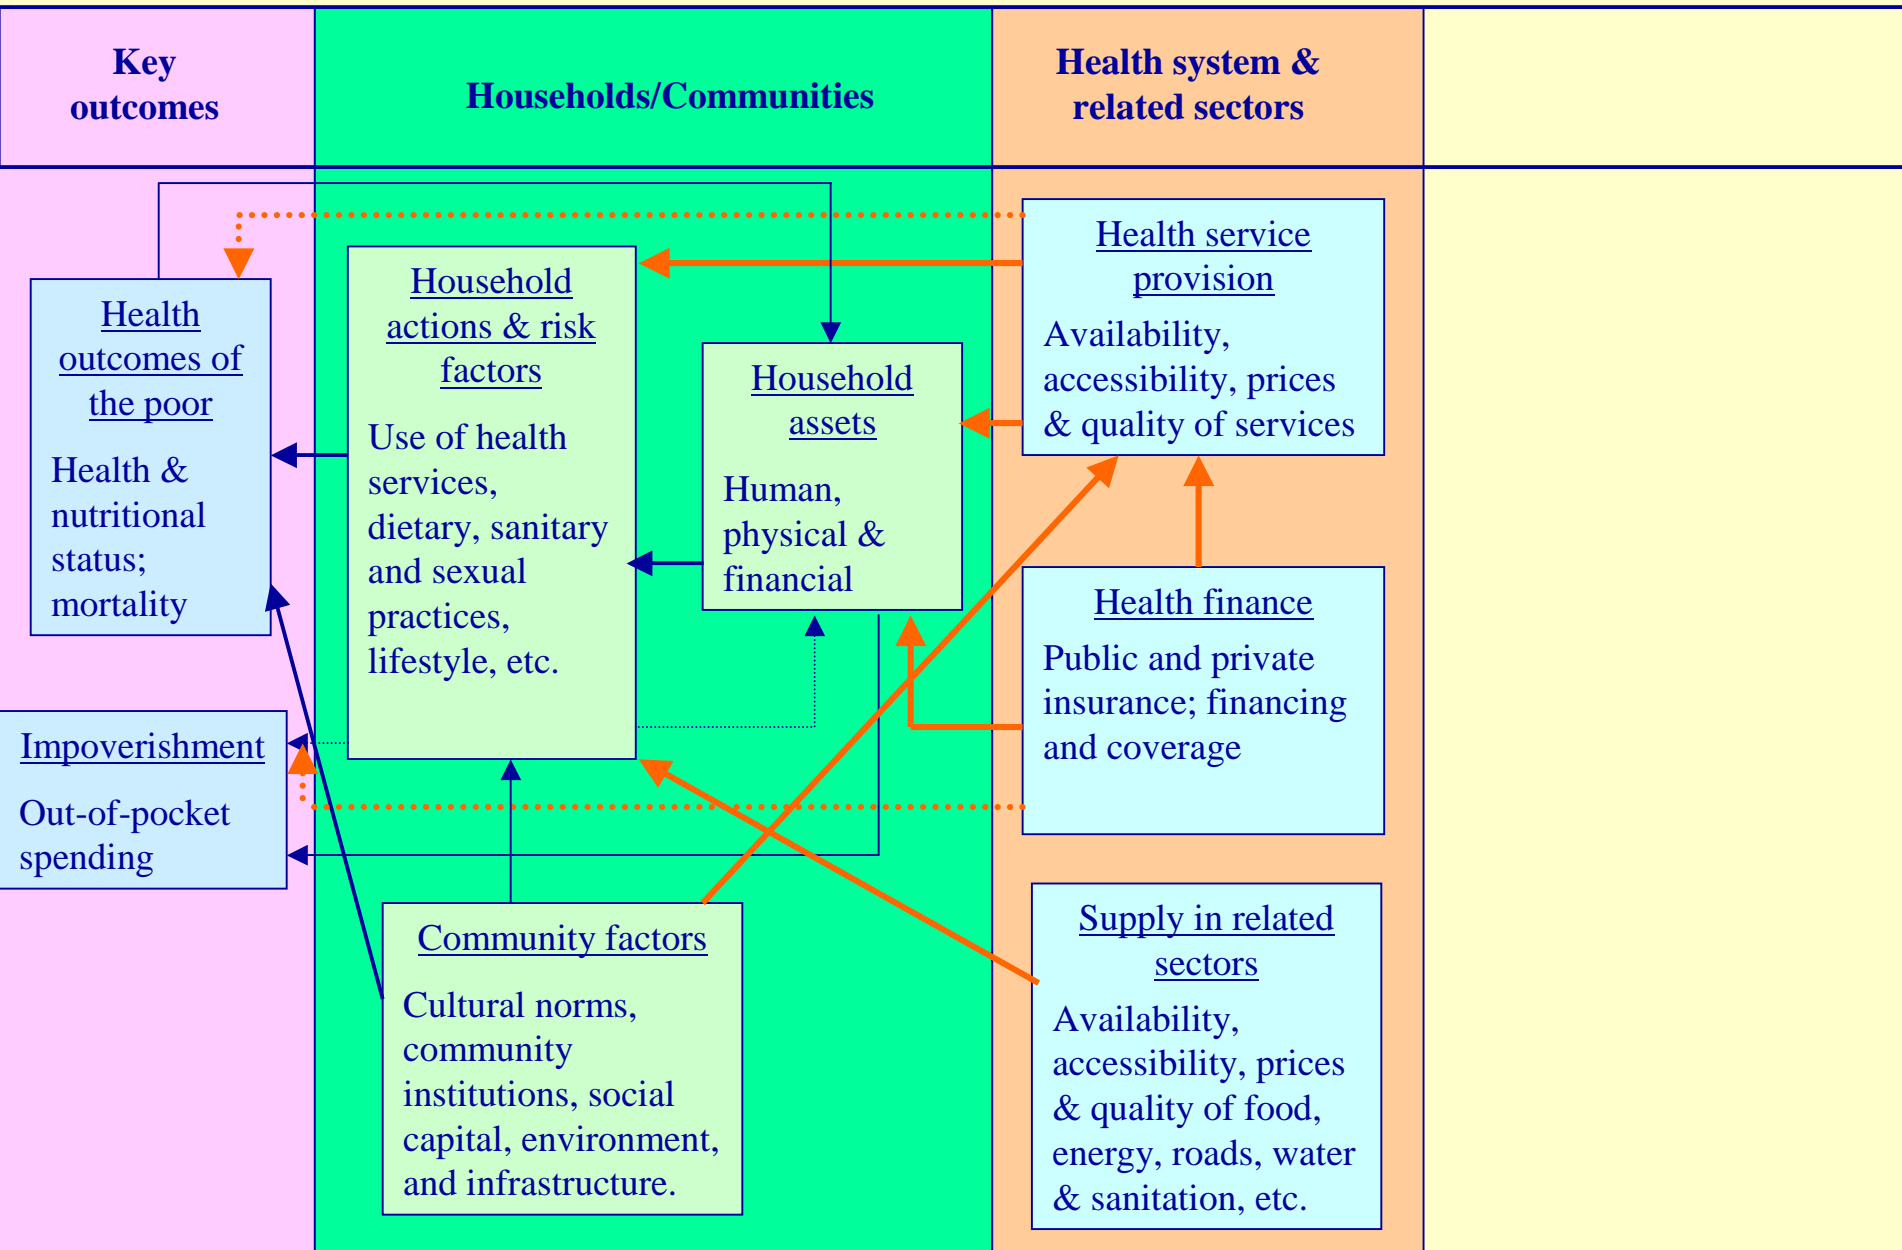 Key
outcomes
Households/Communities
Health system &
related sectors
Health
outcomes of
the poor
Health &
nutritional
status;
mortality
Impoverishment
Out-of-pocket
spending
Household
actions & risk
factors
Use of health
services,
dietary, sanitary
and sexual
practices,
lifestyle, etc.
Household
assets
Human,
physical &
financial
Community factors
Cultural norms,
community
institutions, social
capital, environment,
and infrastructure.
Health service
provision
Availability,
accessibility, prices
& quality of services
Health finance
Public and private
insurance; financing
and coverage
Supply in related
sectors
Availability,
accessibility, prices
& quality of food,
energy, roads, water
& sanitation, etc.